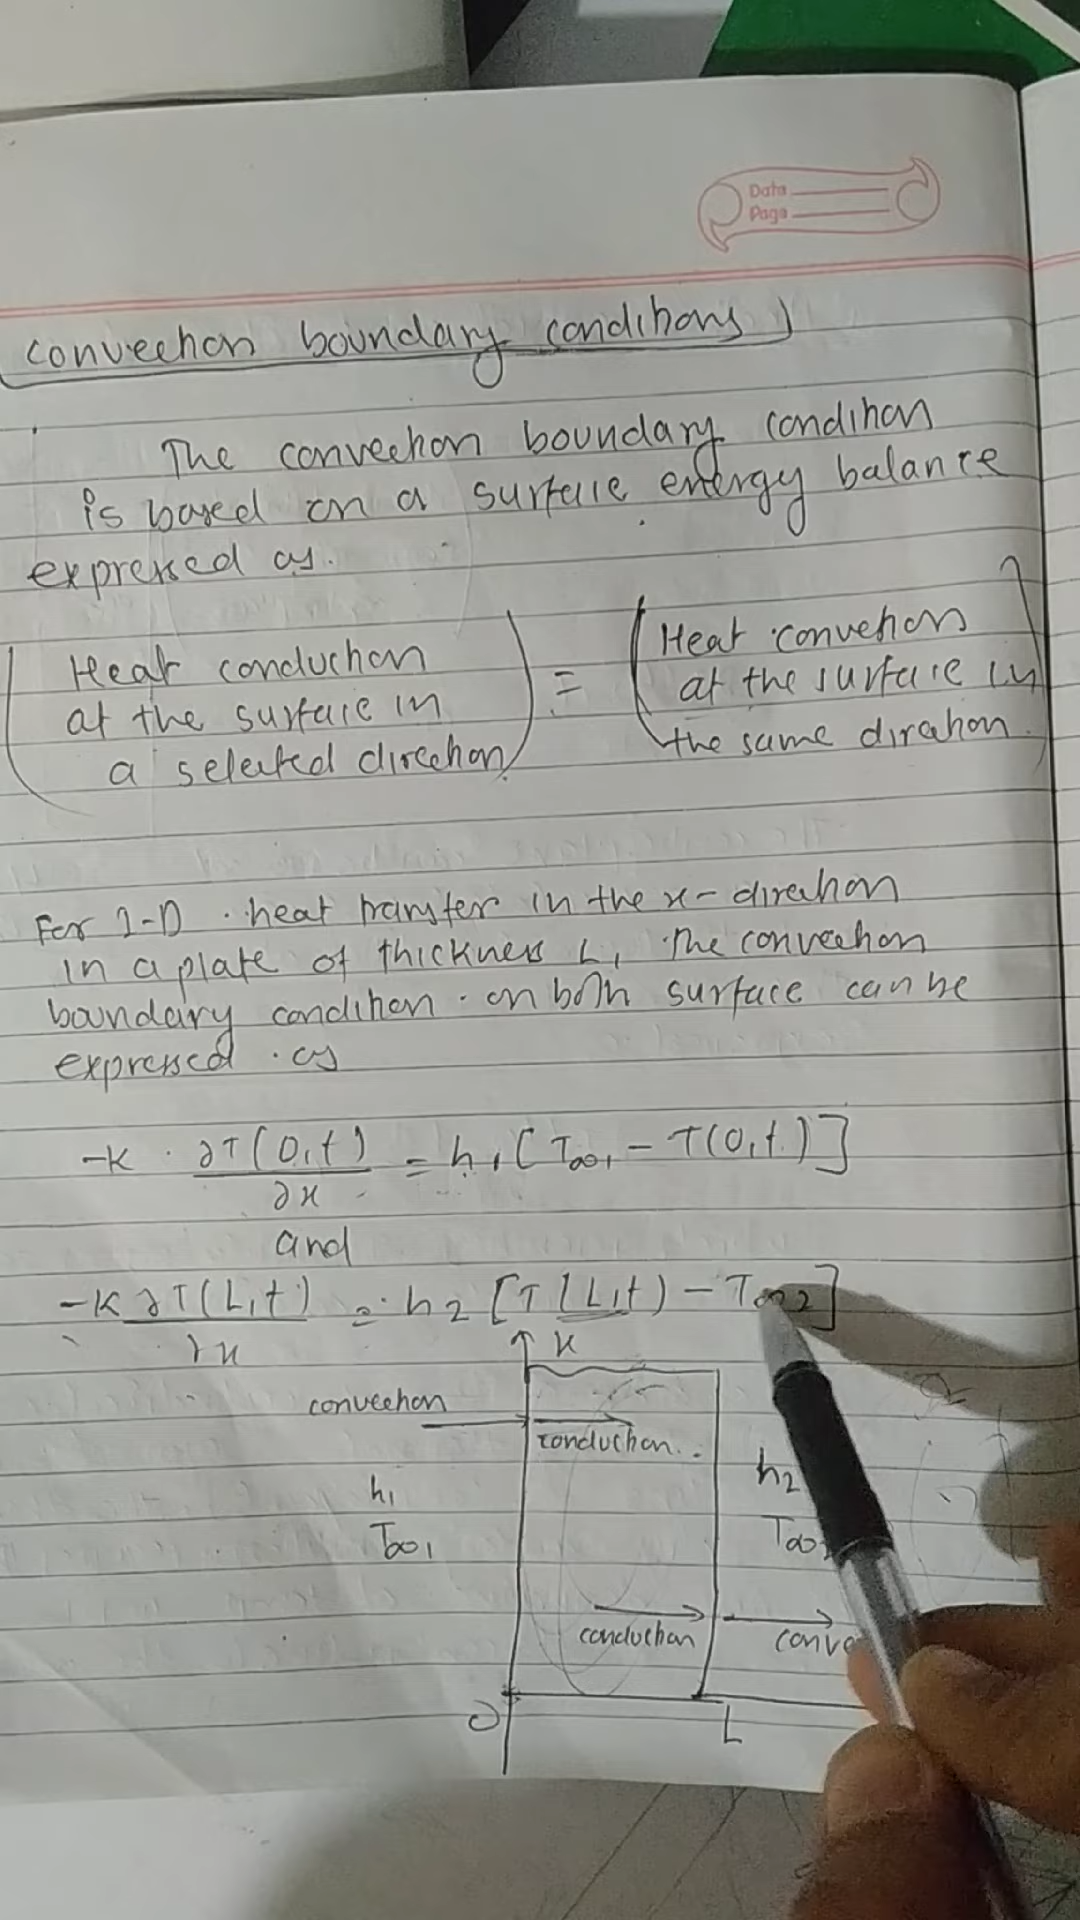 Data
Page
convection boundary conditions
The convection boundary condition
is based on a surface energy balance
expressed as.
Heat conduction
at the surface in
a selected direction
=
Heat convection
at the surface in
the same direction.
For 1-D heat transfer in the x-direction
in a plate of thickness L, The convection
boundary condition on both surface can be
expressed as
-K ∂T(0,t)/∂x = h1[T∞1 - T(0,t)]
and
-K ∂T(L,t)/∂x = h2[T(L,t) - T∞2]
x
convection
conduction
h1
T∞1
h2
T∞
conduction
conve
0
L